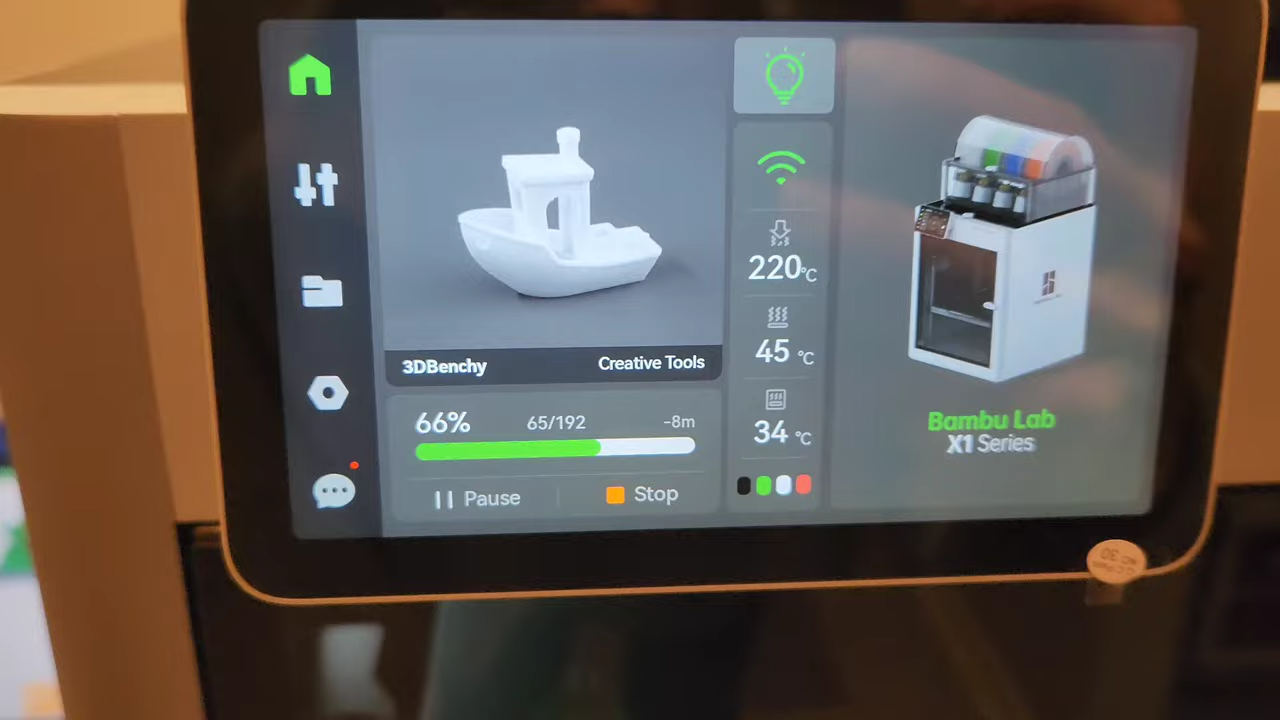 3DBenchy Creative Tools
66% 65/192 -8m
Pause Stop
220°C
45 °C
34 °C
Bambu Lab
X1 Series